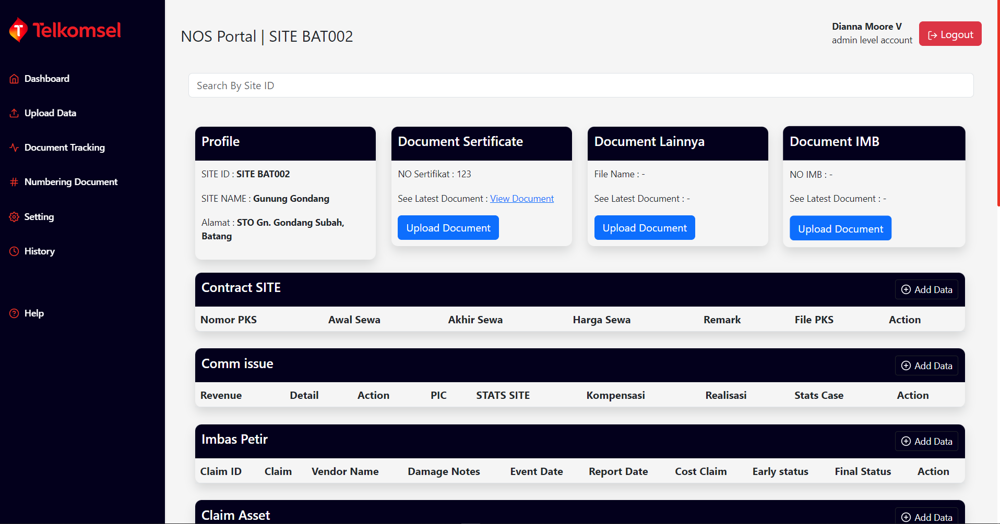 Telkomsel
Dashboard
Upload Data
Document Tracking
Numbering Document
Setting
History
Help
NOS Portal | SITE BAT002
Dianna Moore V
admin level account
Logout
Search By Site ID
Profile
SITE ID : SITE BAT002
SITE NAME : Gunung Gondang
Alamat : STO Gn. Gondang Subah,
Batang
Document Sertificate
NO Sertifikat : 123
See Latest Document : View Document
Upload Document
Document Lainnya
File Name : -
See Latest Document : -
Upload Document
Document IMB
NO IMB : -
See Latest Document : -
Upload Document
Contract SITE
Add Data
Nomor PKS Awal Sewa Akhir Sewa Harga Sewa Remark File PKS Action
Comm issue
Add Data
Revenue Detail Action PIC STATS SITE Kompensasi Realisasi Stats Case Action
Imbas Petir
Add Data
Claim ID Claim Vendor Name Damage Notes Event Date Report Date Cost Claim Early status Final Status Action
Claim Asset
Add Data